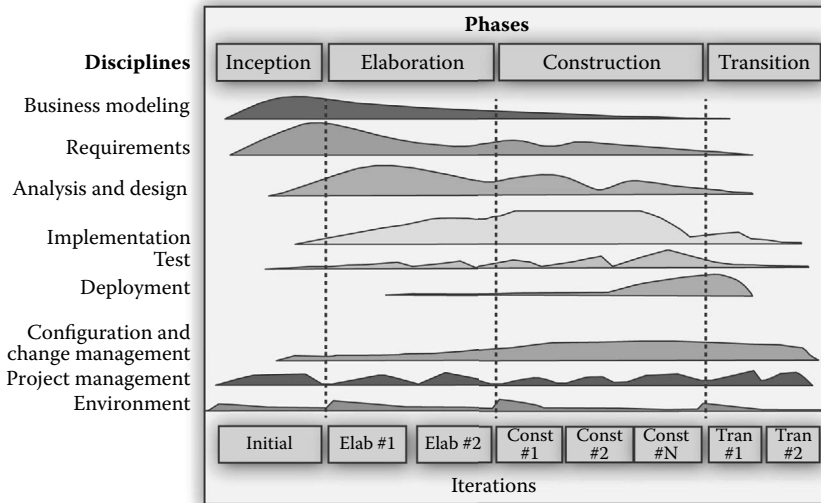 Phases
Disciplines
Inception
Elaboration
Construction
Transition
Business modeling
Requirements
Analysis and design
Implementation
Test
Deployment
Configuration and
change management
Project management
Environment
Initial
Elab #1
Elab #2
Const
#1
Const
#2
Const
#N
Tran
#1
Tran
#2
Iterations